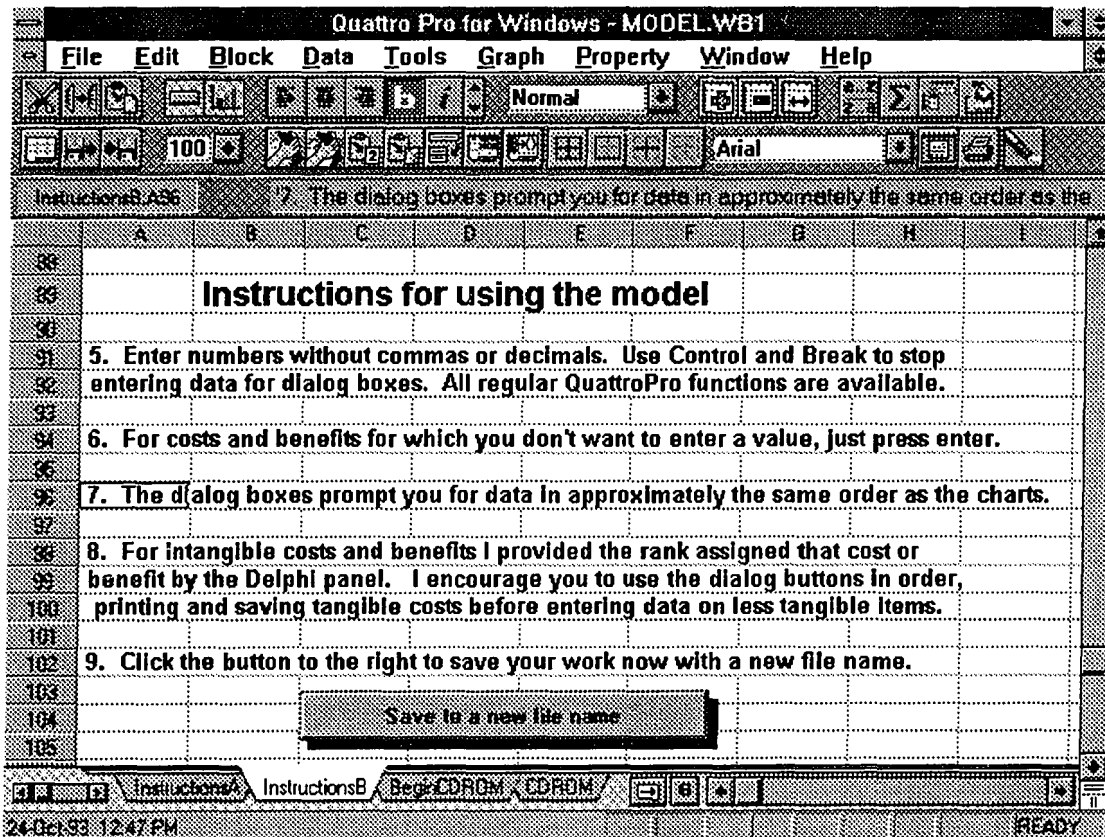 Quattro Pro for Windows - MODEL.WB1
File Edit Block Data Tools Graph Property Window Help
Normal
100 Arial
InstructionsB:A96 '7. The dialog boxes prompt you for data in approximately the same order as the
A B C D E F G H I
88
89 Instructions for using the model
90
91 5. Enter numbers without commas or decimals. Use Control and Break to stop
92 entering data for dialog boxes. All regular QuattroPro functions are available.
93
94 6. For costs and benefits for which you don't want to enter a value, just press enter.
95
96 7. The dialog boxes prompt you for data in approximately the same order as the charts.
97
98 8. For intangible costs and benefits I provided the rank assigned that cost or
99 benefit by the Delphi panel. I encourage you to use the dialog buttons in order,
100 printing and saving tangible costs before entering data on less tangible items.
101
102 9. Click the button to the right to save your work now with a new file name.
103
104 Save to a new file name
105
InstructionsA InstructionsB BeginCDROM CDROM G
24-Oct-93 12:47 PM READY